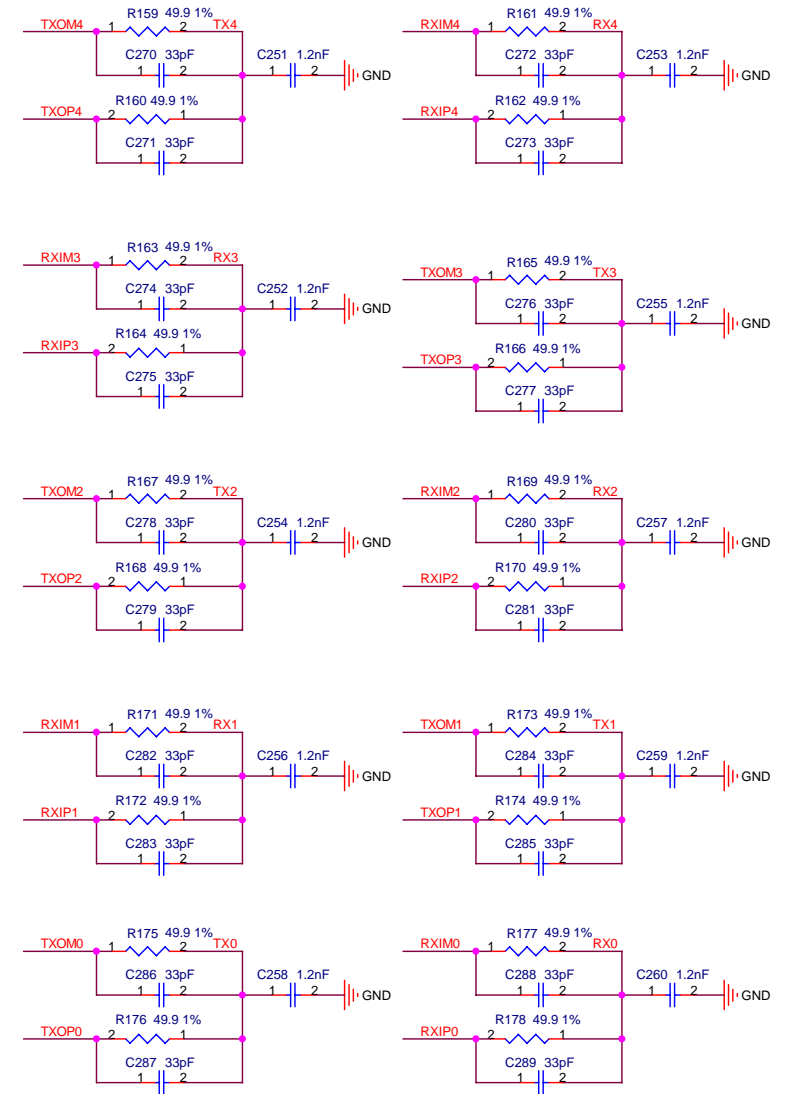 R159 49.9 1%
TXOM4 1 2 TX4
C270 33pF
1 2
C251 1.2nF
1 2
GND
R160 49.9 1%
TXOP4 2 1
C271 33pF
1 2
R161 49.9 1%
RXIM4 1 2 RX4
C272 33pF
1 2
C253 1.2nF
1 2
GND
R162 49.9 1%
RXIP4 2 1
C273 33pF
1 2
R163 49.9 1%
RXIM3 1 2 RX3
C274 33pF
1 2
C252 1.2nF
1 2
GND
R164 49.9 1%
RXIP3 2 1
C275 33pF
1 2
R165 49.9 1%
TXOM3 1 2 TX3
C276 33pF
1 2
C255 1.2nF
1 2
GND
R166 49.9 1%
TXOP3 2 1
C277 33pF
1 2
R167 49.9 1%
TXOM2 1 2 TX2
C278 33pF
1 2
C254 1.2nF
1 2
GND
R168 49.9 1%
TXOP2 2 1
C279 33pF
1 2
R169 49.9 1%
RXIM2 1 2 RX2
C280 33pF
1 2
C257 1.2nF
1 2
GND
R170 49.9 1%
RXIP2 2 1
C281 33pF
1 2
R171 49.9 1%
RXIM1 1 2 RX1
C282 33pF
1 2
C256 1.2nF
1 2
GND
R172 49.9 1%
RXIP1 2 1
C283 33pF
1 2
R173 49.9 1%
TXOM1 1 2 TX1
C284 33pF
1 2
C259 1.2nF
1 2
GND
R174 49.9 1%
TXOP1 2 1
C285 33pF
1 2
R175 49.9 1%
TXOM0 1 2 TX0
C286 33pF
1 2
C258 1.2nF
1 2
GND
R176 49.9 1%
TXOP0 2 1
C287 33pF
1 2
R177 49.9 1%
RXIM0 1 2 RX0
C288 33pF
1 2
C260 1.2nF
1 2
GND
R178 49.9 1%
RXIP0 2 1
C289 33pF
1 2